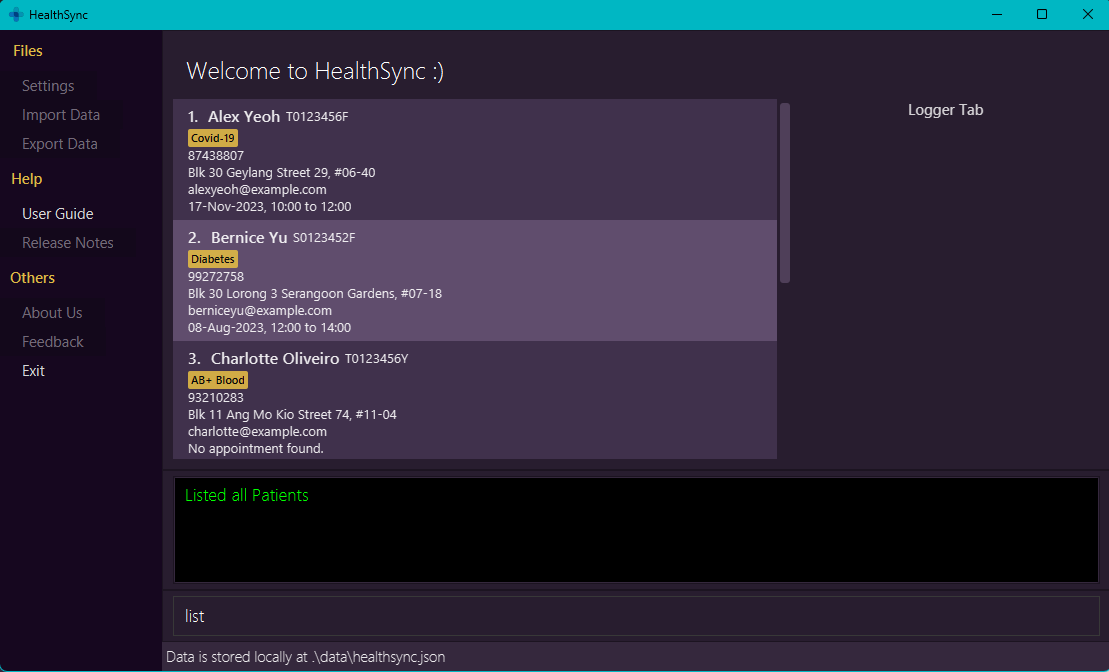 HealthSync
Files
Settings
Import Data
Export Data
Help
User Guide
Release Notes
Others
About Us
Feedback
Exit
Welcome to HealthSync :)
1. Alex Yeoh T0123456F
Covid-19
87438807
Blk 30 Geylang Street 29, #06-40
alexyeoh@example.com
17-Nov-2023, 10:00 to 12:00
2. Bernice Yu S0123452F
Diabetes
99272758
Blk 30 Lorong 3 Serangoon Gardens, #07-18
berniceyu@example.com
08-Aug-2023, 12:00 to 14:00
3. Charlotte Oliveiro T0123456Y
AB+ Blood
93210283
Blk 11 Ang Mo Kio Street 74, #11-04
charlotte@example.com
No appointment found.
Logger Tab
Listed all Patients
list
Data is stored locally at .\data\healthsync.json